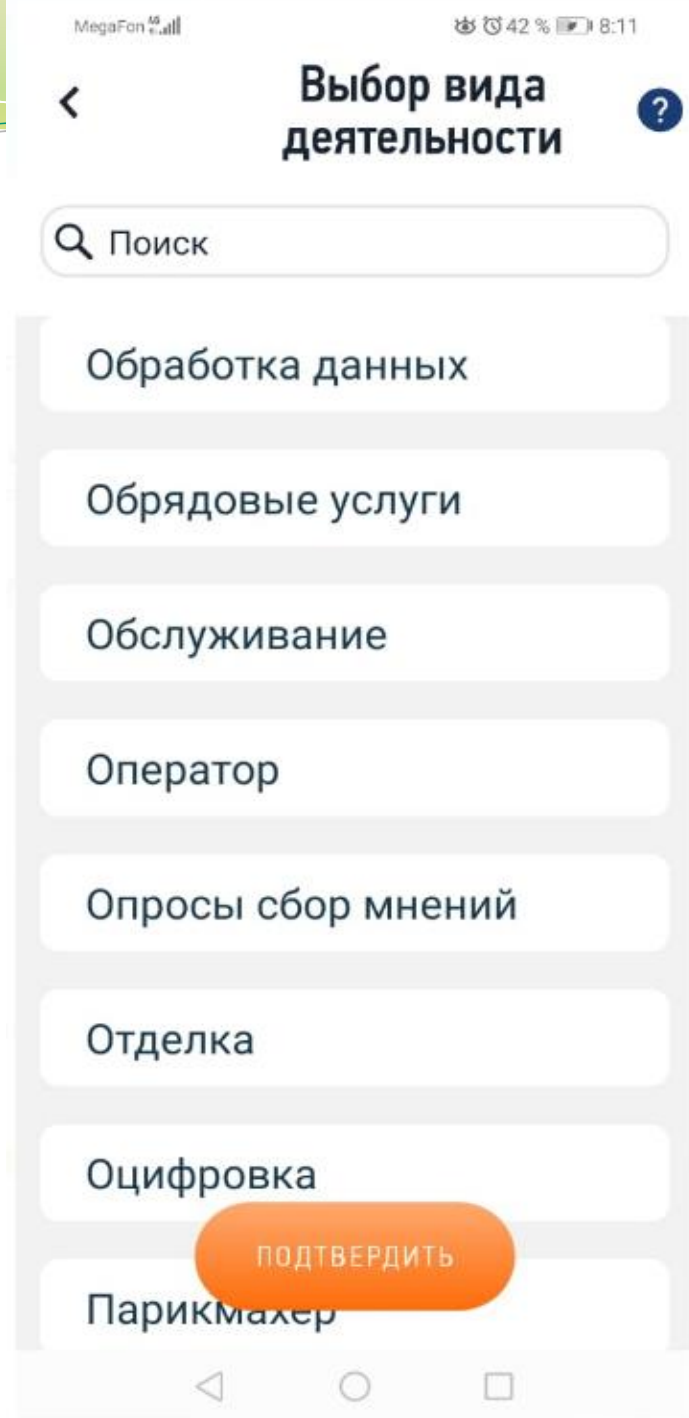 MegaFon 42 % 8:11
Выбор вида
деятельности
?
Поиск
Обработка данных
Обрядовые услуги
Обслуживание
Оператор
Опросы сбор мнений
Отделка
Оцифровка
ПОДТВЕРДИТЬ
Парикмахер